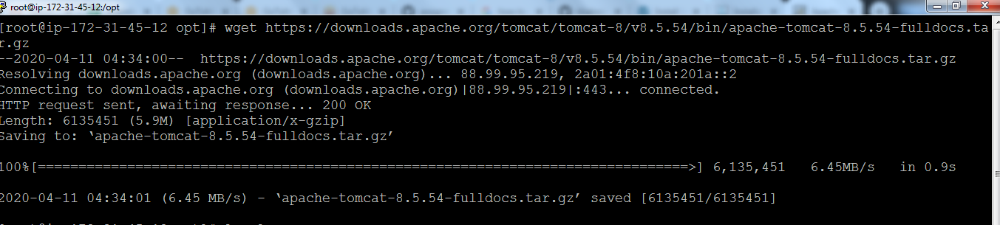 root@ip-172-31-45-12:/opt
[root@ip-172-31-45-12 opt]# wget https://downloads.apache.org/tomcat/tomcat-8/v8.5.54/bin/apache-tomcat-8.5.54-fulldocs.ta
r.gz
--2020-04-11 04:34:00--  https://downloads.apache.org/tomcat/tomcat-8/v8.5.54/bin/apache-tomcat-8.5.54-fulldocs.tar.gz
Resolving downloads.apache.org (downloads.apache.org)... 88.99.95.219, 2a01:4f8:10a:201a::2
Connecting to downloads.apache.org (downloads.apache.org)|88.99.95.219|:443... connected.
HTTP request sent, awaiting response... 200 OK
Length: 6135451 (5.9M) [application/x-gzip]
Saving to: ‘apache-tomcat-8.5.54-fulldocs.tar.gz’
100%[==================================================================================>] 6,135,451   6.45MB/s   in 0.9s
2020-04-11 04:34:01 (6.45 MB/s) - ‘apache-tomcat-8.5.54-fulldocs.tar.gz’ saved [6135451/6135451]